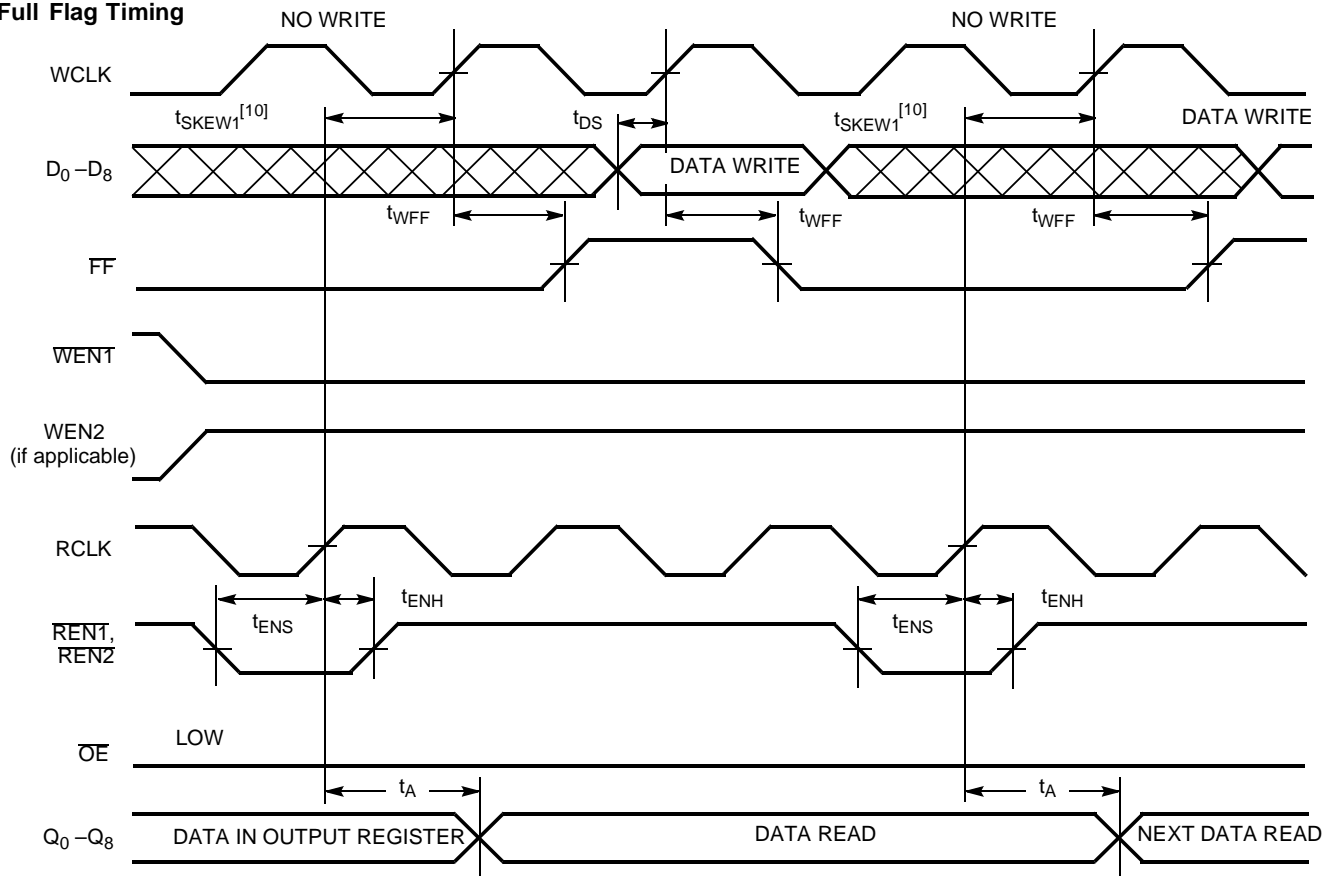 Full Flag Timing
NO WRITE NO WRITE
WCLK
tSKEW1[10] tDS tSKEW1[10] DATA WRITE
D0 –D8 DATA WRITE
tWFF tWFF tWFF
FF
WEN1
WEN2
(if applicable)
RCLK
tENS tENH tENS tENH
REN1,
REN2
LOW
OE
tA tA
Q0 –Q8 DATA IN OUTPUT REGISTER DATA READ NEXT DATA READ